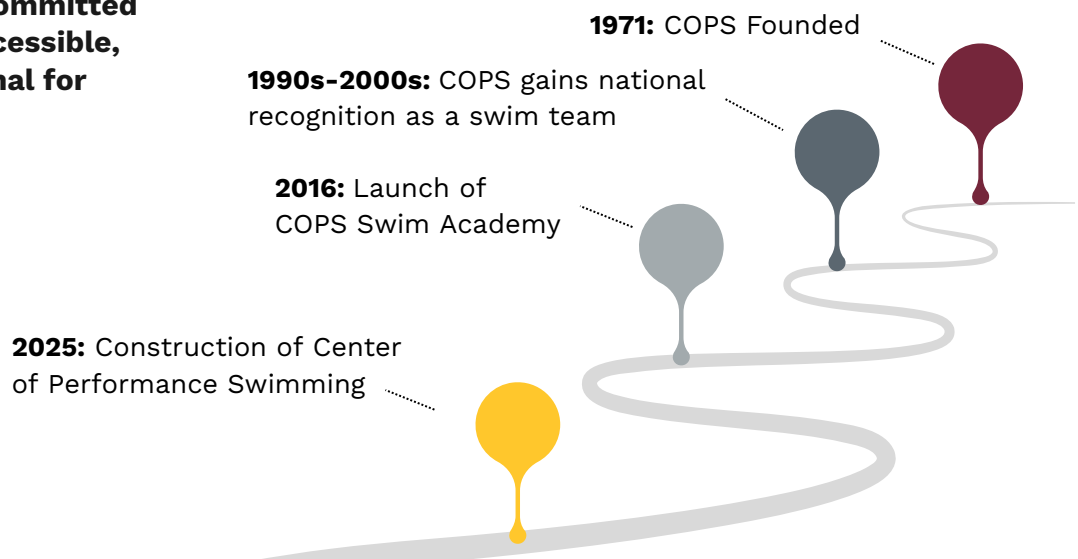 ommitted
cessible,
nal for
1971: COPS Founded
1990s-2000s: COPS gains national
recognition as a swim team
2016: Launch of
COPS Swim Academy
2025: Construction of Center
of Performance Swimming